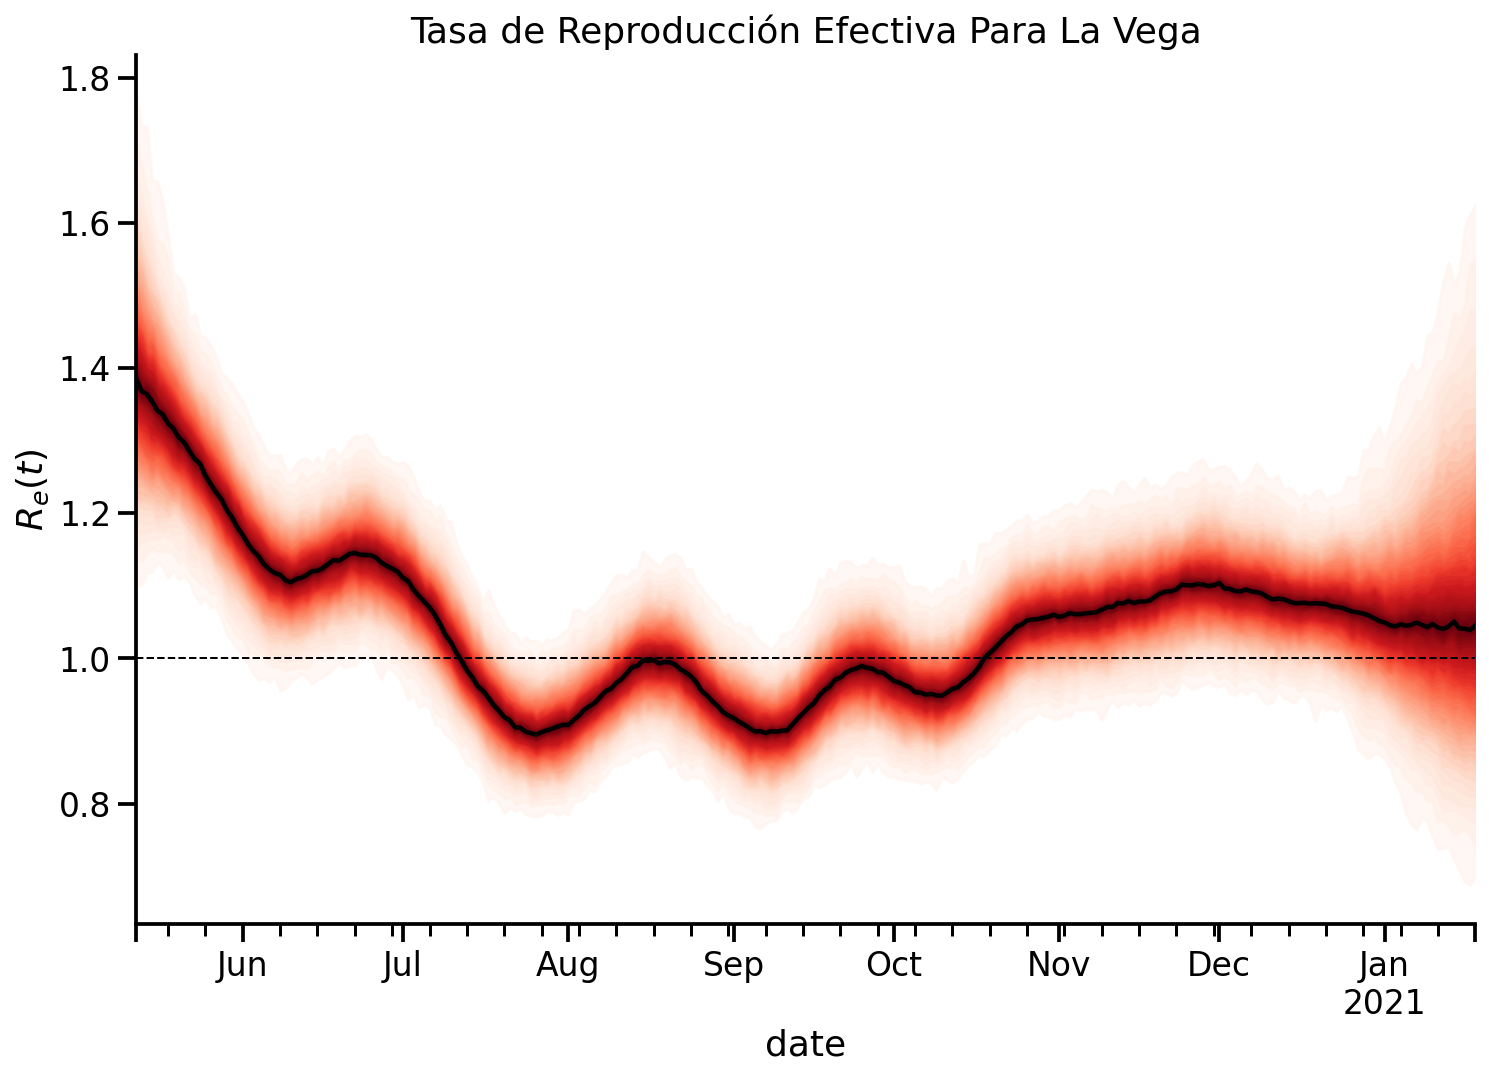 Tasa de Reproducción Efectiva Para La Vega
1.8
1.6
1.4
1.2
1.0
0.8
Rₑ(t)
Jun Jul Aug Sep Oct Nov Dec Jan
2021
date